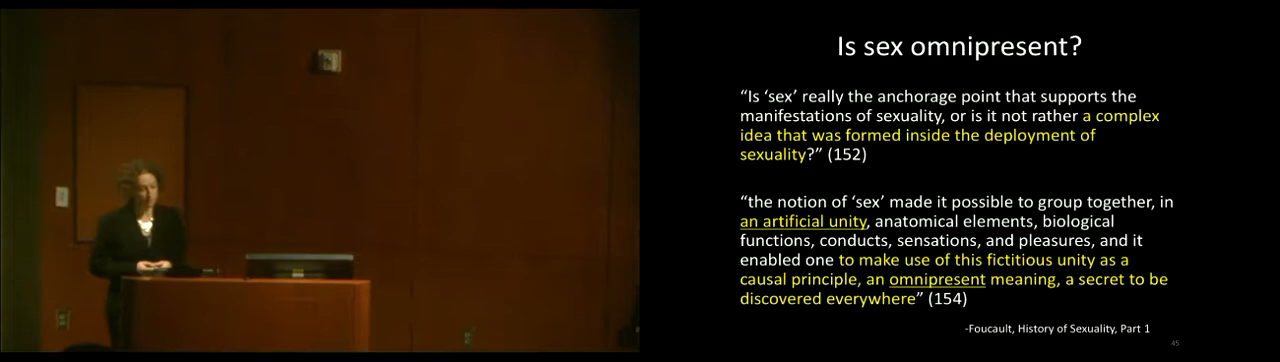 Is sex omnipresent?
“Is ‘sex’ really the anchorage point that supports the
manifestations of sexuality, or is it not rather a complex
idea that was formed inside the deployment of
sexuality?” (152)
“the notion of ‘sex’ made it possible to group together, in
an artificial unity, anatomical elements, biological
functions, conducts, sensations, and pleasures, and it
enabled one to make use of this fictitious unity as a
causal principle, an omnipresent meaning, a secret to be
discovered everywhere” (154)
-Foucault, History of Sexuality, Part 1
45